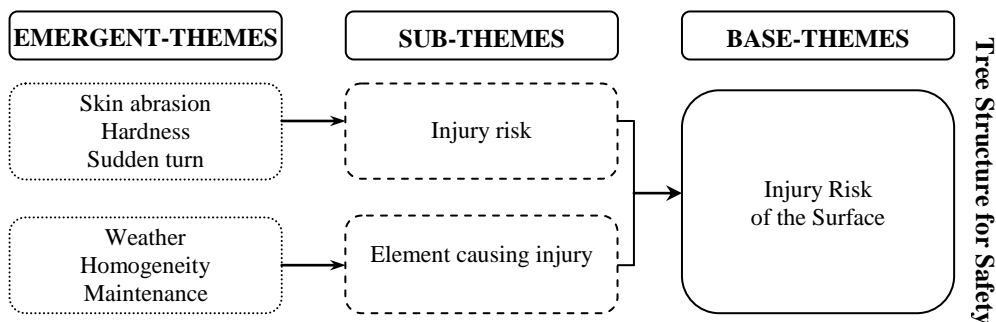 EMERGENT-THEMES
SUB-THEMES
BASE-THEMES
Skin abrasion
Hardness
Sudden turn
Injury risk
Weather
Homogeneity
Maintenance
Element causing injury
Injury Risk
of the Surface
Tree Structure for Safety